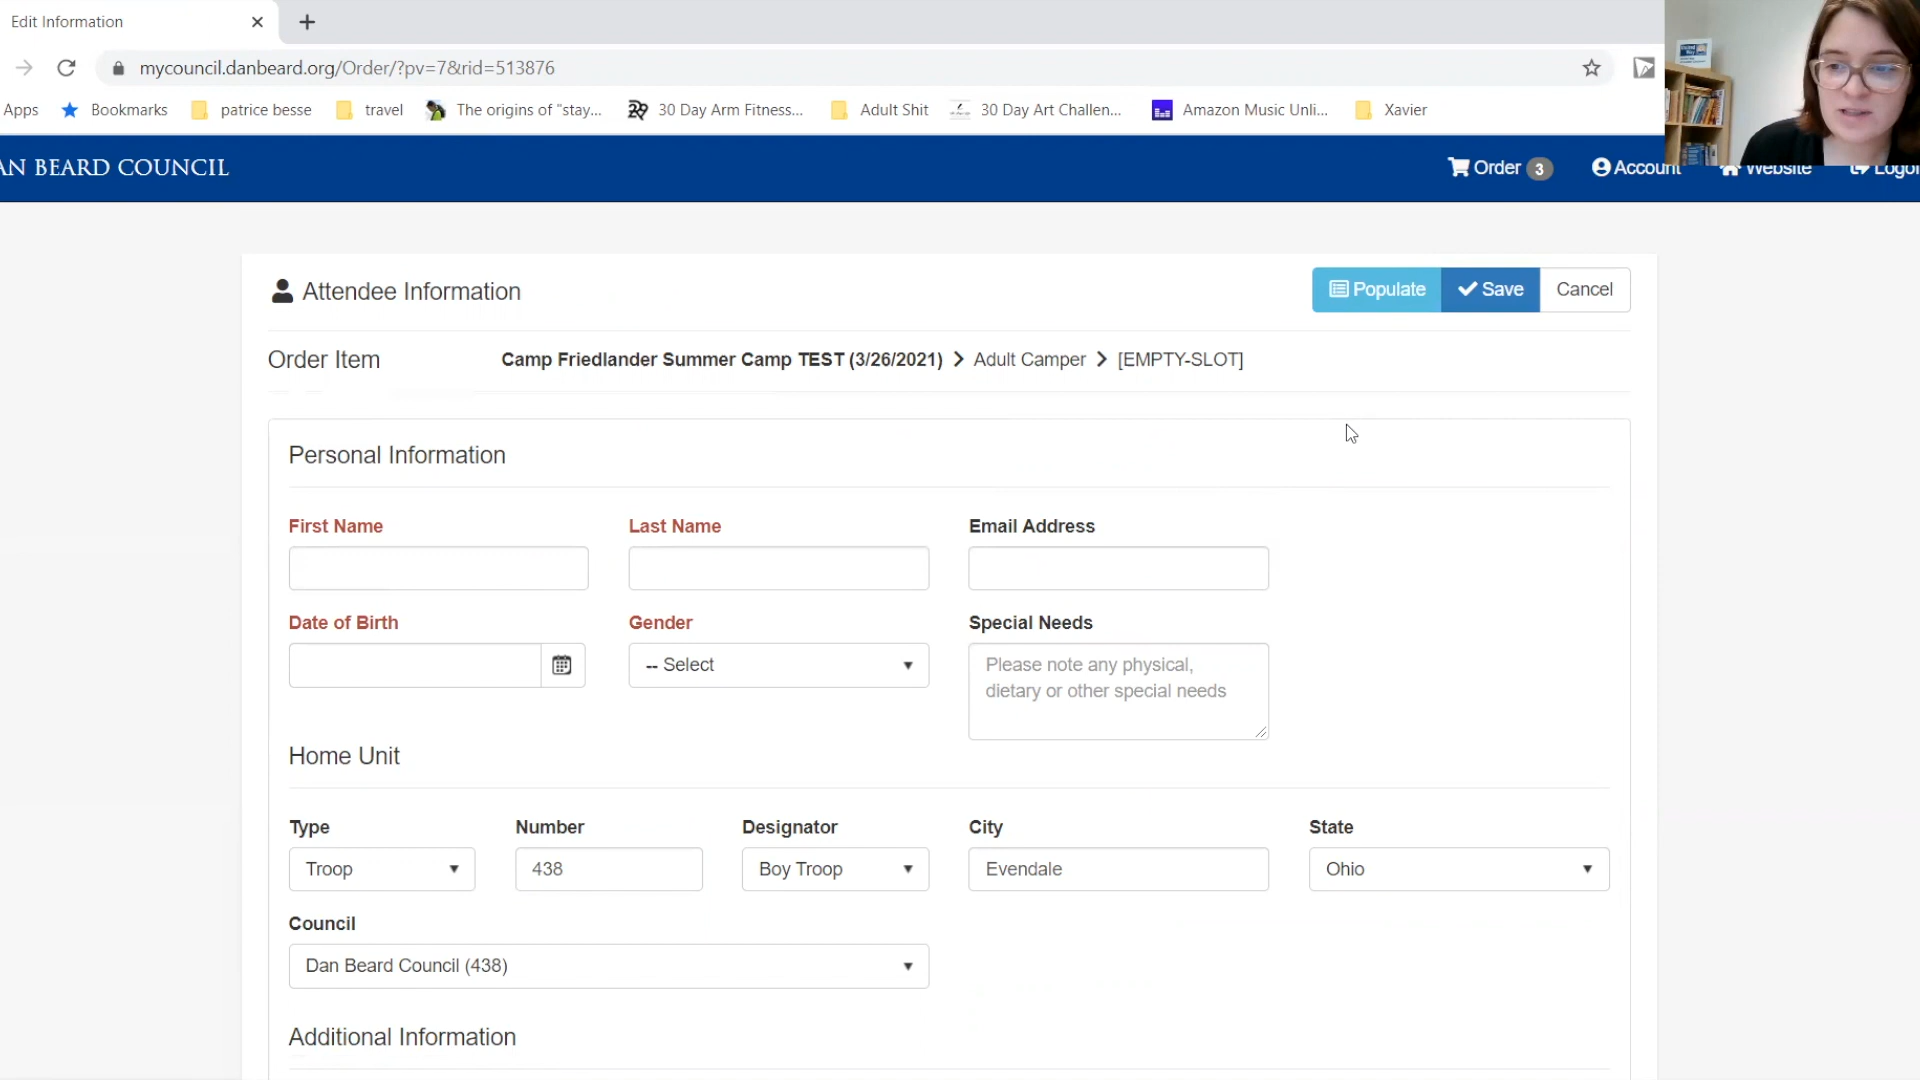 Edit Information
mycouncil.danbeard.org/Order/?pv=7&rid=513876
Apps Bookmarks patrice besse travel The origins of "stay... 30 Day Arm Fitness... Adult Shit 30 Day Art Challen... Amazon Music Unli... Xavier
AN BEARD COUNCIL Order 3 Account Website Logof
Attendee Information Populate Save Cancel
Order Item Camp Friedlander Summer Camp TEST (3/26/2021) > Adult Camper > [EMPTY-SLOT]
Personal Information
First Name Last Name Email Address
Date of Birth Gender Special Needs
-- Select Please note any physical,
dietary or other special needs
Home Unit
Type Number Designator City State
Troop 438 Boy Troop Evendale Ohio
Council
Dan Beard Council (438)
Additional Information